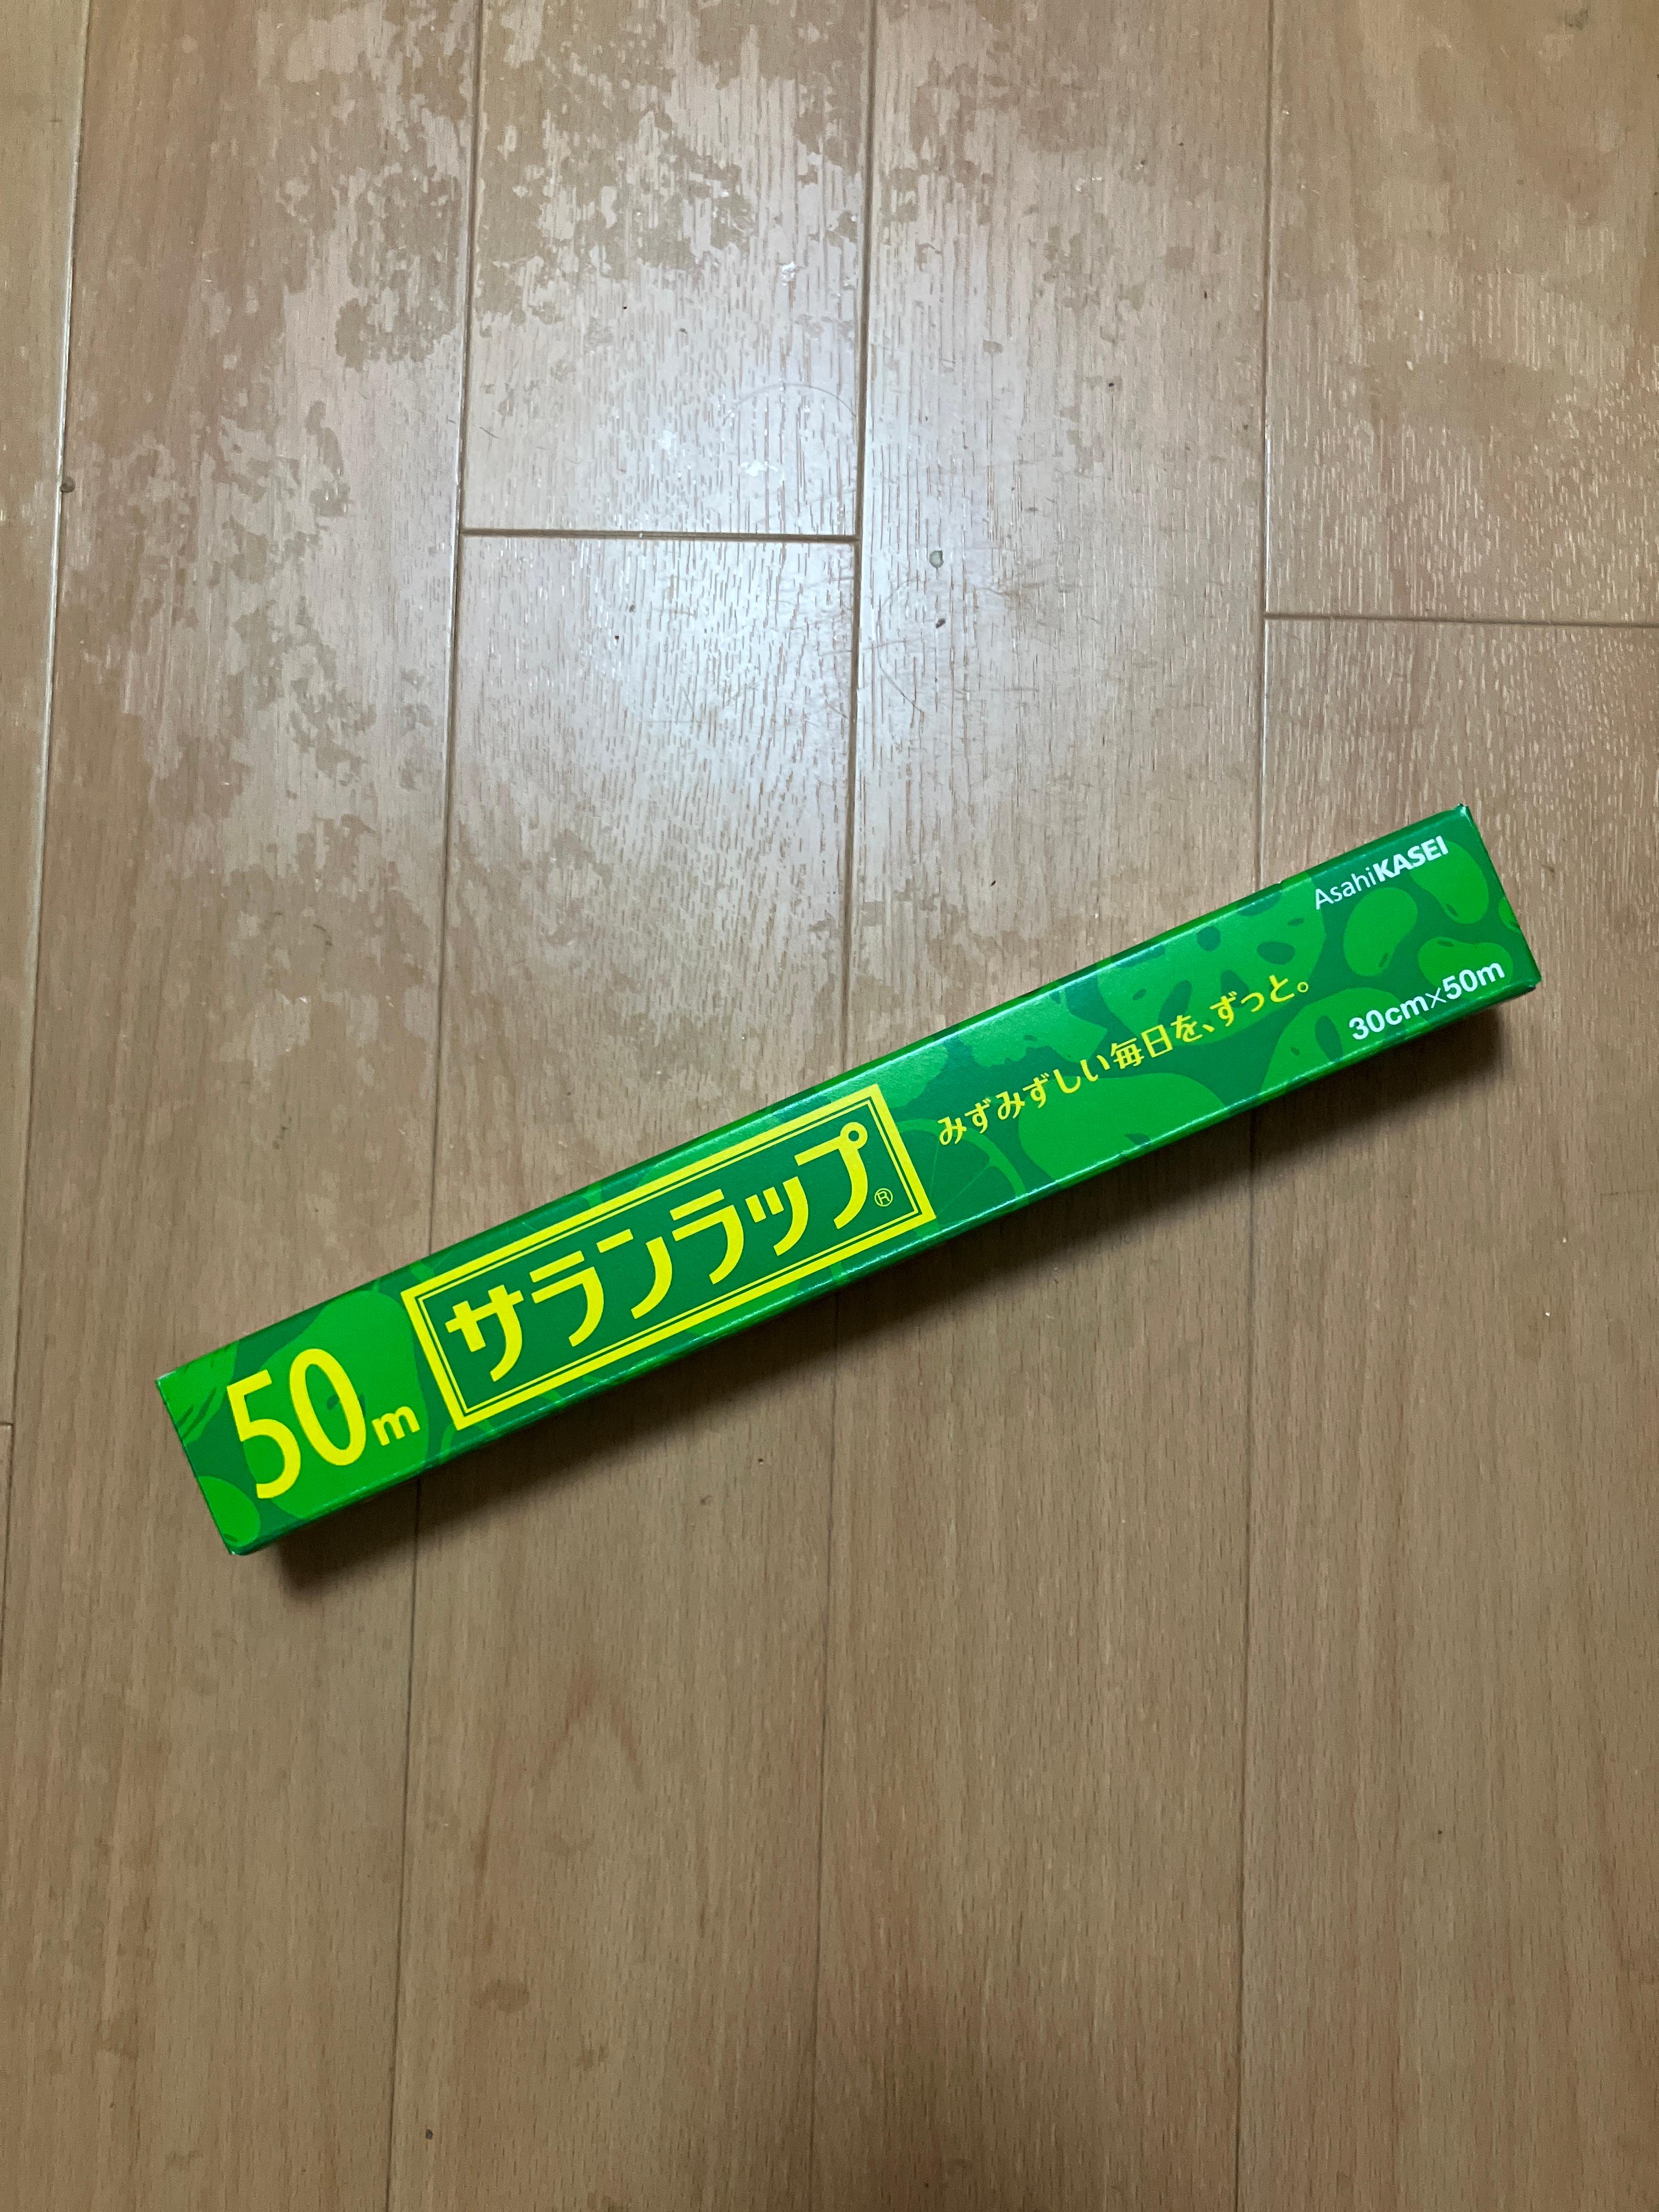 50m
サランラップ®
みずみずしい毎日を、ずっと。
AsahiKASEI
30cm×50m